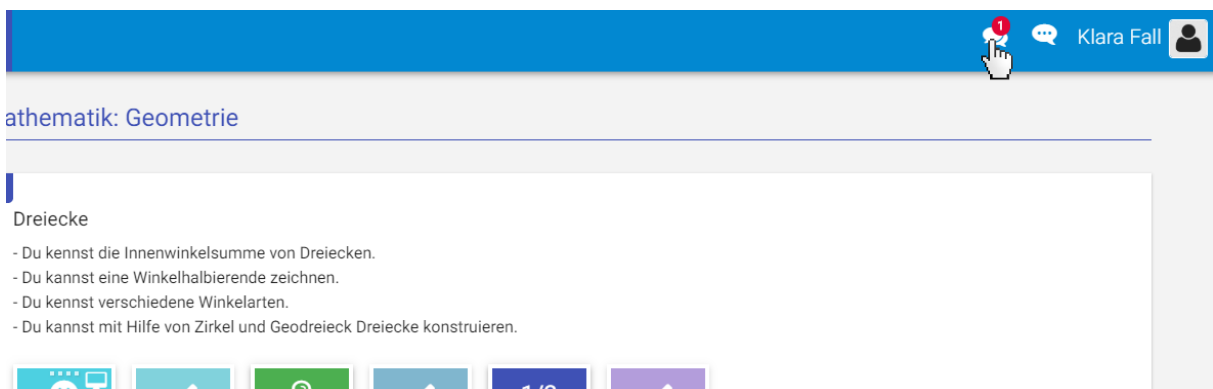 1
Klara Fall
athematik: Geometrie
Dreiecke
- Du kennst die Innenwinkelsumme von Dreiecken.
- Du kannst eine Winkelhalbierende zeichnen.
- Du kennst verschiedene Winkelarten.
- Du kannst mit Hilfe von Zirkel und Geodreieck Dreiecke konstruieren.